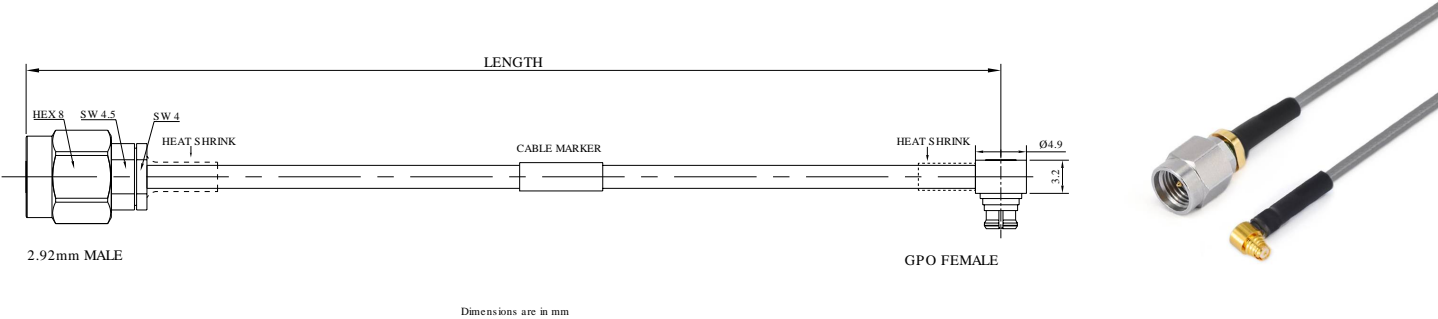 LENGTH
HEX 8
SW 4.5
SW 4
HEAT SHRINK
CABLE MARKER
HEAT SHRINK
Ø4.9
3.2
2.92mm MALE
GPO FEMALE
Dimensions are in mm